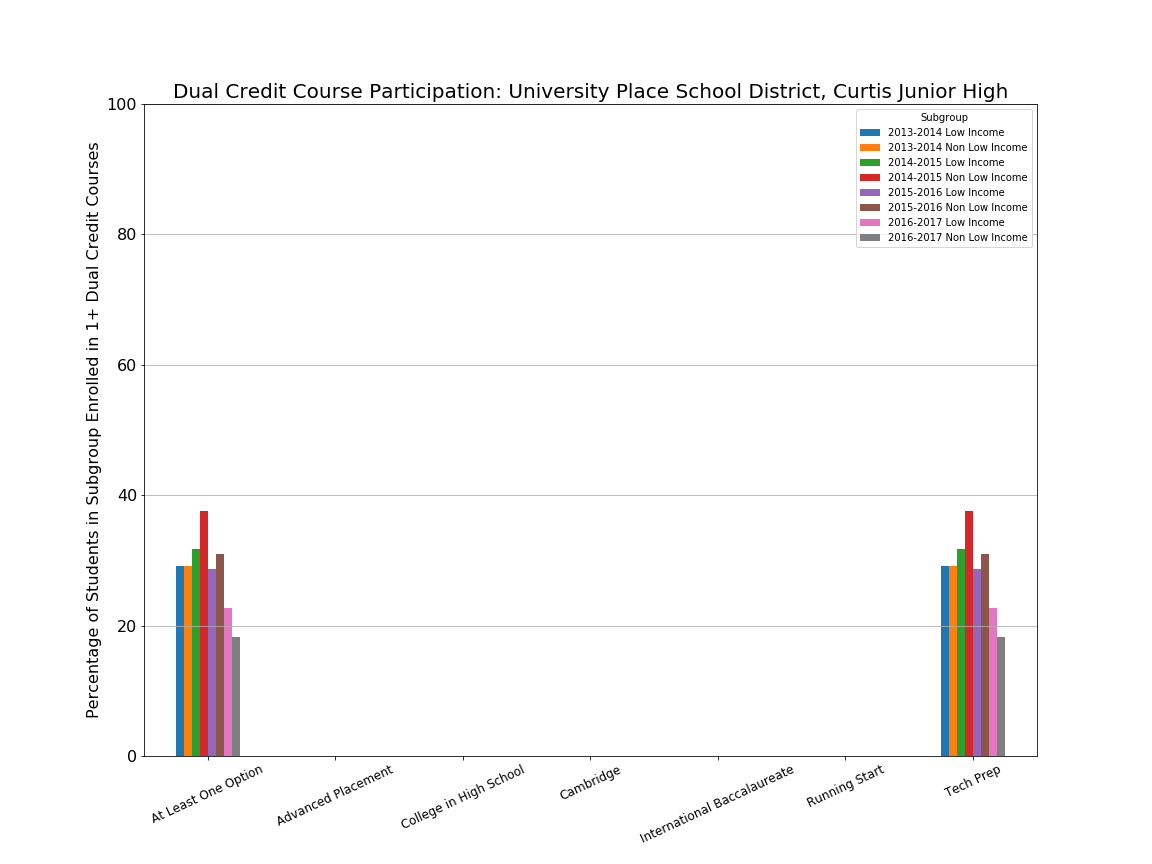 Dual Credit Course Participation: University Place School District, Curtis Junior High
Percentage of Students in Subgroup Enrolled in 1+ Dual Credit Courses
100
80
60
40
20
0
Subgroup
2013-2014 Low Income
2013-2014 Non Low Income
2014-2015 Low Income
2014-2015 Non Low Income
2015-2016 Low Income
2015-2016 Non Low Income
2016-2017 Low Income
2016-2017 Non Low Income
At Least One Option
Advanced Placement
College in High School
Cambridge
International Baccalaureate
Running Start
Tech Prep